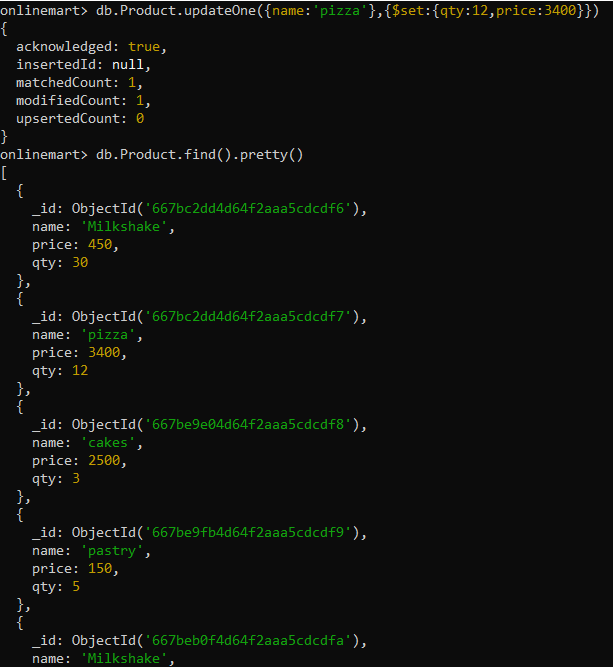 onlinemart> db.Product.updateOne({name:'pizza'},{$set:{qty:12,price:3400}})
{
  acknowledged: true,
  insertedId: null,
  matchedCount: 1,
  modifiedCount: 1,
  upsertedCount: 0
}
onlinemart> db.Product.find().pretty()
[
  {
    _id: ObjectId('667bc2dd4d64f2aaa5cdcdf6'),
    name: 'Milkshake',
    price: 450,
    qty: 30
  },
  {
    _id: ObjectId('667bc2dd4d64f2aaa5cdcdf7'),
    name: 'pizza',
    price: 3400,
    qty: 12
  },
  {
    _id: ObjectId('667be9e04d64f2aaa5cdcdf8'),
    name: 'cakes',
    price: 2500,
    qty: 3
  },
  {
    _id: ObjectId('667be9fb4d64f2aaa5cdcdf9'),
    name: 'pastry',
    price: 150,
    qty: 5
  },
  {
    _id: ObjectId('667beb0f4d64f2aaa5cdcdfa'),
    name: 'Milkshake',